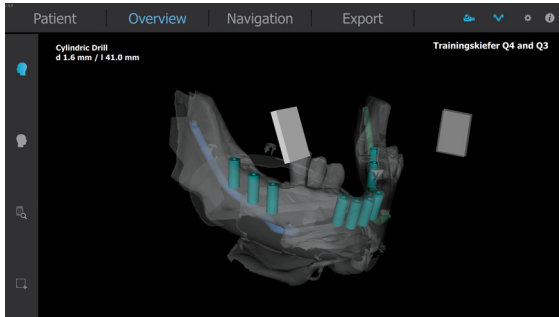 Patient
Overview
Navigation
Export
Cylindric Drill
d 1.6 mm / l 41.0 mm
Trainingskiefer Q4 and Q3